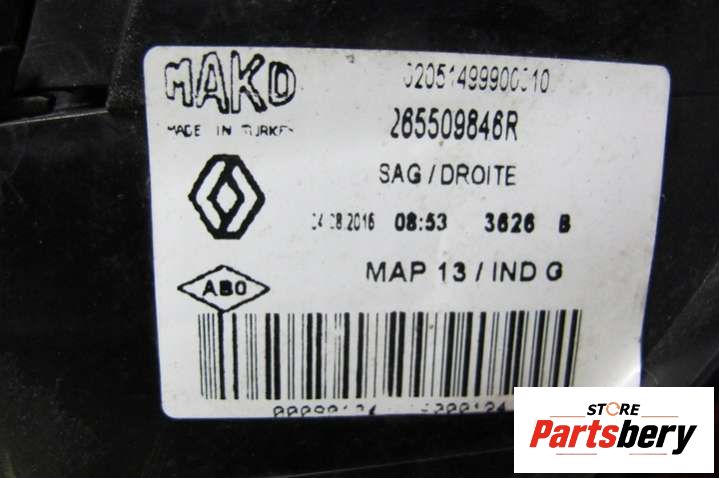 MAKO
MADE IN TURKEY
02051499900010
265509846R
SAG / DROITE
04.08.2016 08:53 3626 B
MAP 13 / IND G
ABO
STORE
Partsbery